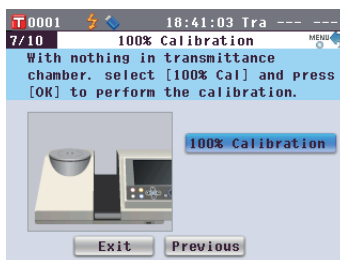 T 0001 18:41:03 Tra --- ---
7/10 100% Calibration MENU
With nothing in transmittance
chamber. select [100% Cal] and press
[OK] to perform the calibration.
100% Calibration
Exit Previous